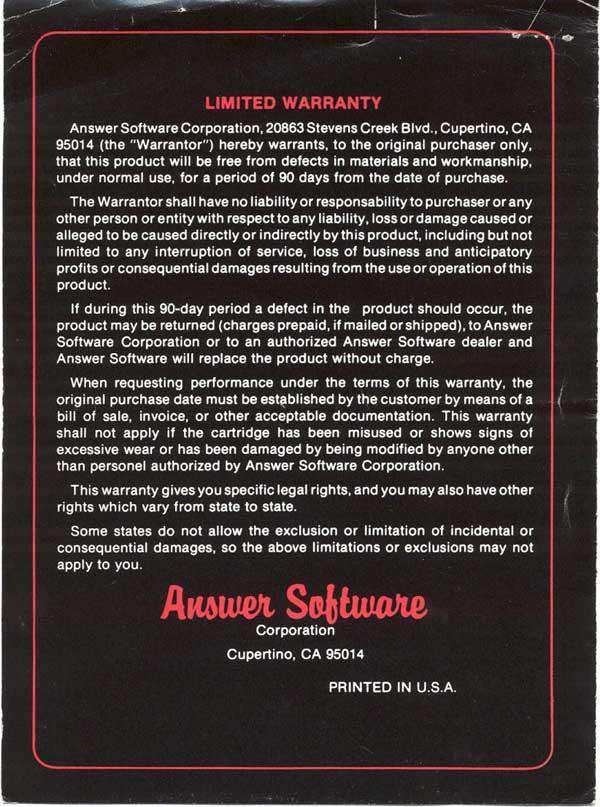 LIMITED WARRANTY
Answer Software Corporation, 20863 Stevens Creek Blvd., Cupertino, CA
95014 (the "Warrantor") hereby warrants, to the original purchaser only,
that this product will be free from defects in materials and workmanship,
under normal use, for a period of 90 days from the date of purchase.
The Warrantor shall have no liability or responsability to purchaser or any
other person or entity with respect to any liability, loss or damage caused or
alleged to be caused directly or indirectly by this product, including but not
limited to any interruption of service, loss of business and anticipatory
profits or consequential damages resulting from the use or operation of this
product.
If during this 90-day period a defect in the product should occur, the
product may be returned (charges prepaid, if mailed or shipped), to Answer
Software Corporation or to an authorized Answer Software dealer and
Answer Software will replace the product without charge.
When requesting performance under the terms of this warranty, the
original purchase date must be established by the customer by means of a
bill of sale, invoice, or other acceptable documentation. This warranty
shall not apply if the cartridge has been misused or shows signs of
excessive wear or has been damaged by being modified by anyone other
than personel authorized by Answer Software Corporation.
This warranty gives you specific legal rights, and you may also have other
rights which vary from state to state.
Some states do not allow the exclusion or limitation of incidental or
consequential damages, so the above limitations or exclusions may not
apply to you.
Answer Software
Corporation
Cupertino, CA 95014
PRINTED IN U.S.A.